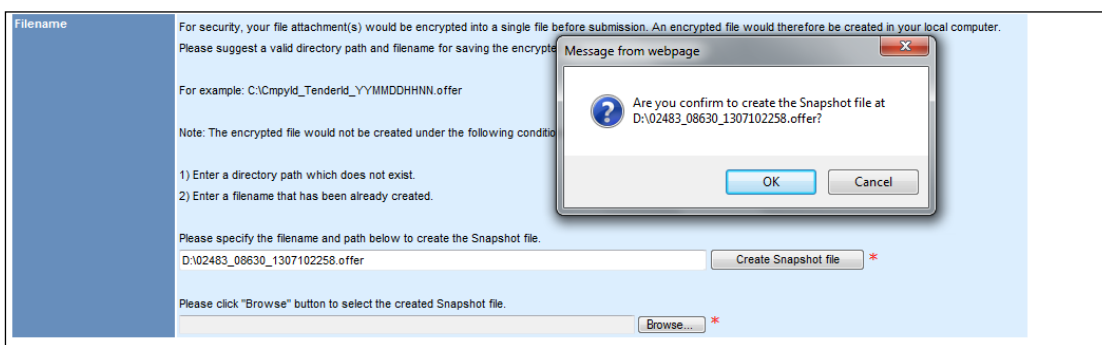 Filename
For security, your file attachment(s) would be encrypted into a single file before submission. An encrypted file would therefore be created in your local computer.
Please suggest a valid directory path and filename for saving the encrypte
For example: C:\CmpyId_TenderId_YYMMDDHHNN.offer
Note: The encrypted file would not be created under the following conditio
1) Enter a directory path which does not exist.
2) Enter a filename that has been already created.
Message from webpage
Are you confirm to create the Snapshot file at
D:\02483_08630_1307102258.offer?
OK Cancel
Please specify the filename and path below to create the Snapshot file.
D:\02483_08630_1307102258.offer Create Snapshot file *
Please click "Browse" button to select the created Snapshot file.
Browse... *